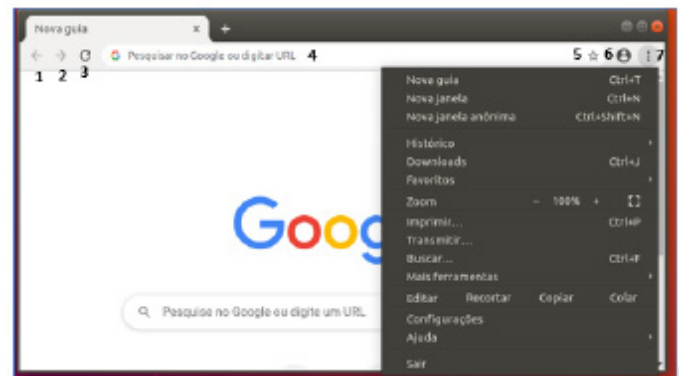 Nova guia x +
Pesquisar no Google ou digitar URL 4 5 6 7
1 2 3
Nova guia Ctrl+T
Nova janela Ctrl+N
Nova janela anônima Ctrl+Shift+N
Histórico
Downloads Ctrl+J
Favoritos
Zoom - 100% +
Imprimir... Ctrl+P
Transmitir...
Buscar... Ctrl+F
Mais ferramentas
Editar Recortar Copiar Colar
Configurações
Ajuda
Sair
Goog
Pesquise no Google ou digite um URL